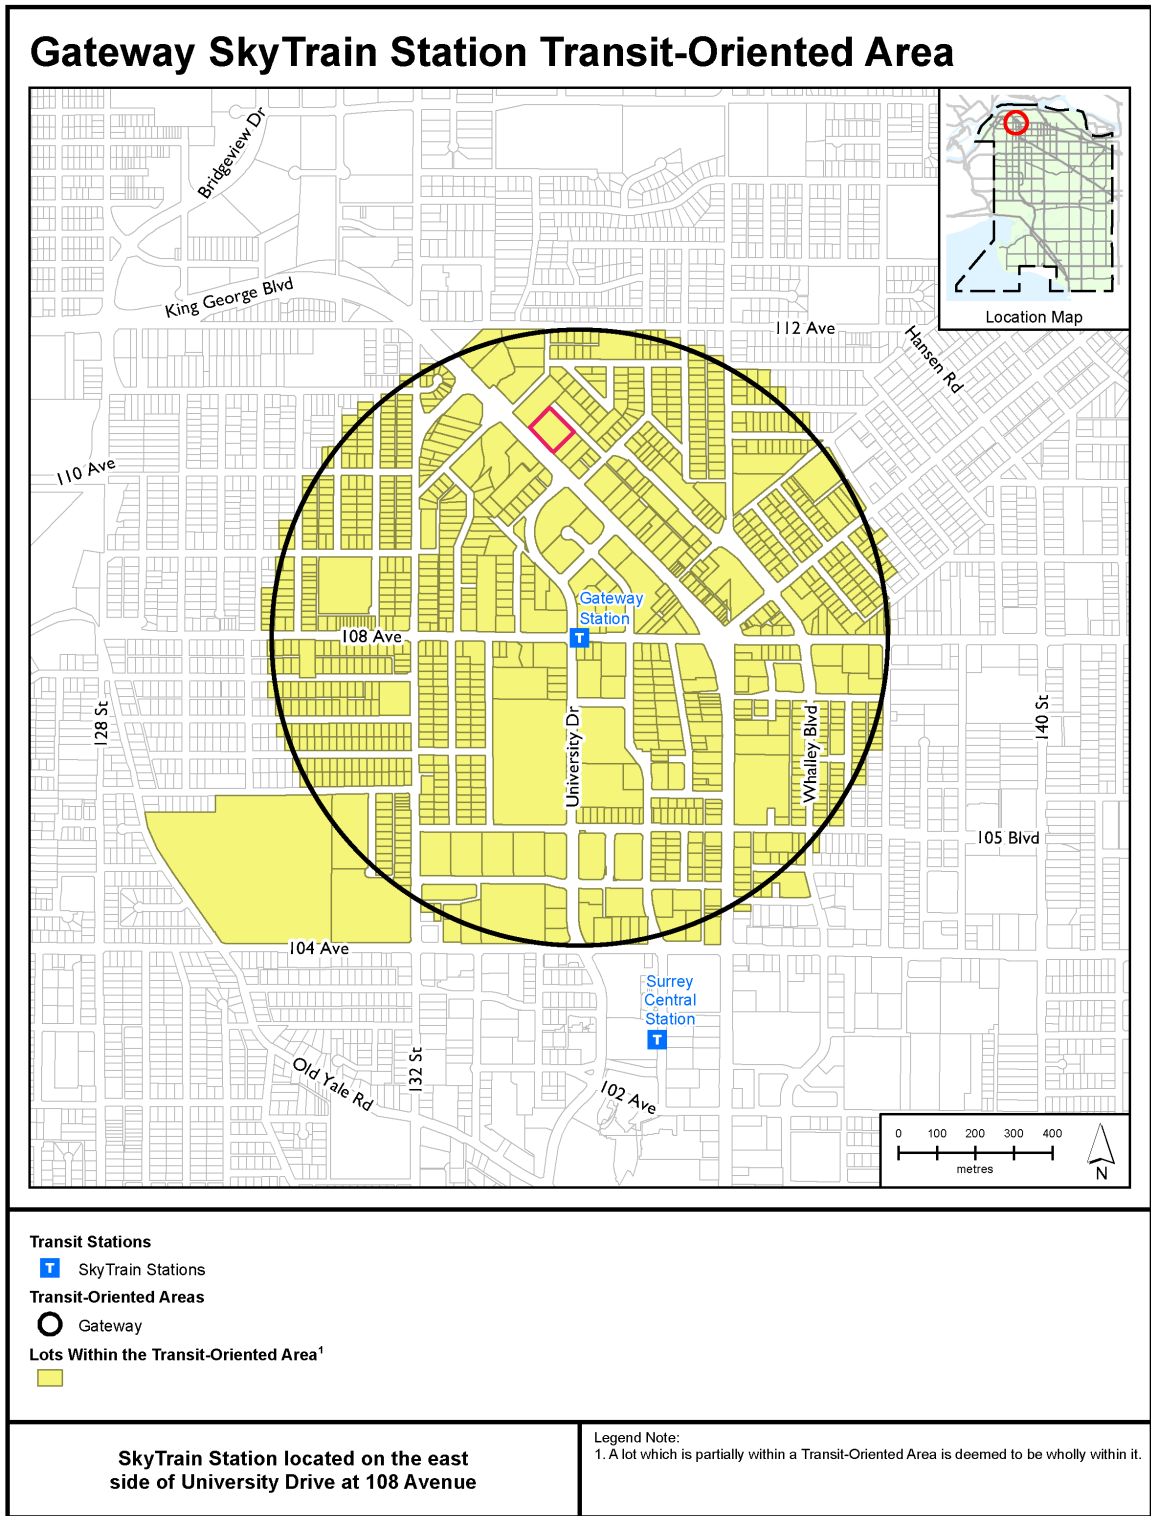 Gateway SkyTrain Station Transit-Oriented Area
Bridgeview Dr
King George Blvd
Location Map
112 Ave
Hansen Rd
110 Ave
Gateway
Station
T
108 Ave
128 St
University Dr
Whalley Blvd
140 St
105 Blvd
104 Ave
Surrey
Central
Station
T
132 St
Old Yale Rd
102 Ave
0 100 200 300 400
metres
N
Transit Stations
T SkyTrain Stations
Transit-Oriented Areas
Gateway
Lots Within the Transit-Oriented Area1
SkyTrain Station located on the east
side of University Drive at 108 Avenue
Legend Note:
1. A lot which is partially within a Transit-Oriented Area is deemed to be wholly within it.